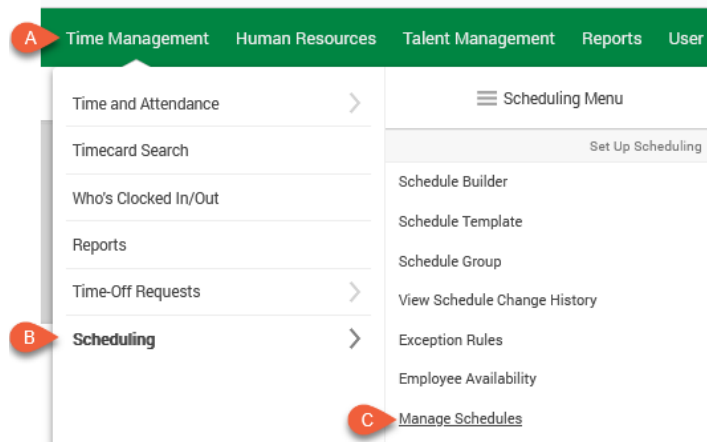 A Time Management Human Resources Talent Management Reports User
Time and Attendance
Timecard Search
Who's Clocked In/Out
Reports
Time-Off Requests
B Scheduling
Scheduling Menu
Set Up Scheduling
Schedule Builder
Schedule Template
Schedule Group
View Schedule Change History
Exception Rules
Employee Availability
C Manage Schedules